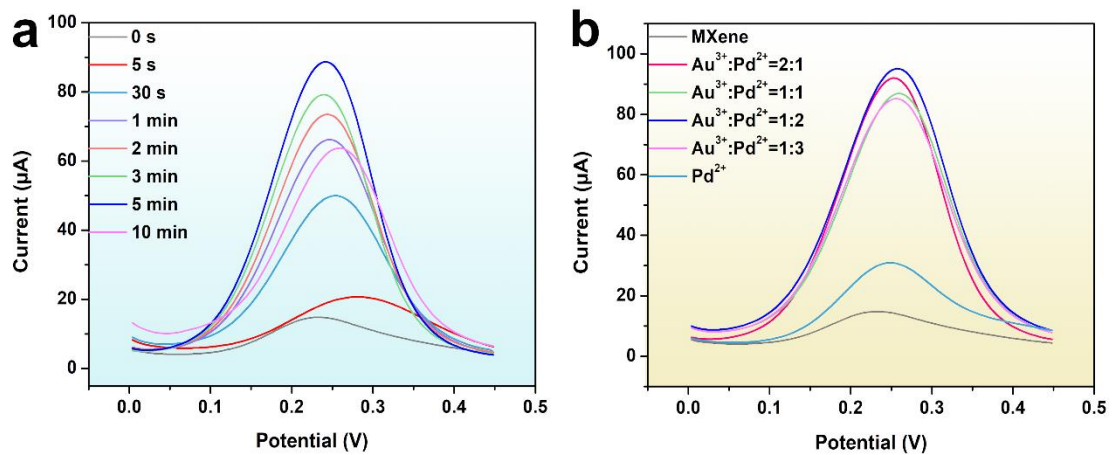 a
0 s
5 s
30 s
1 min
2 min
3 min
5 min
10 min
100
80
60
40
20
0
Current (µA)
0.0 0.1 0.2 0.3 0.4 0.5
Potential (V)
b
MXene
Au³⁺:Pd²⁺=2:1
Au³⁺:Pd²⁺=1:1
Au³⁺:Pd²⁺=1:2
Au³⁺:Pd²⁺=1:3
Pd²⁺
100
80
60
40
20
0
Current (µA)
0.0 0.1 0.2 0.3 0.4 0.5
Potential (V)